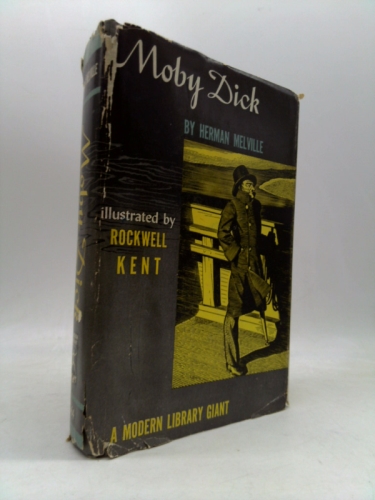 Moby Dick
BY HERMAN MELVILLE
illustrated by
ROCKWELL
KENT
A MODERN LIBRARY GIANT